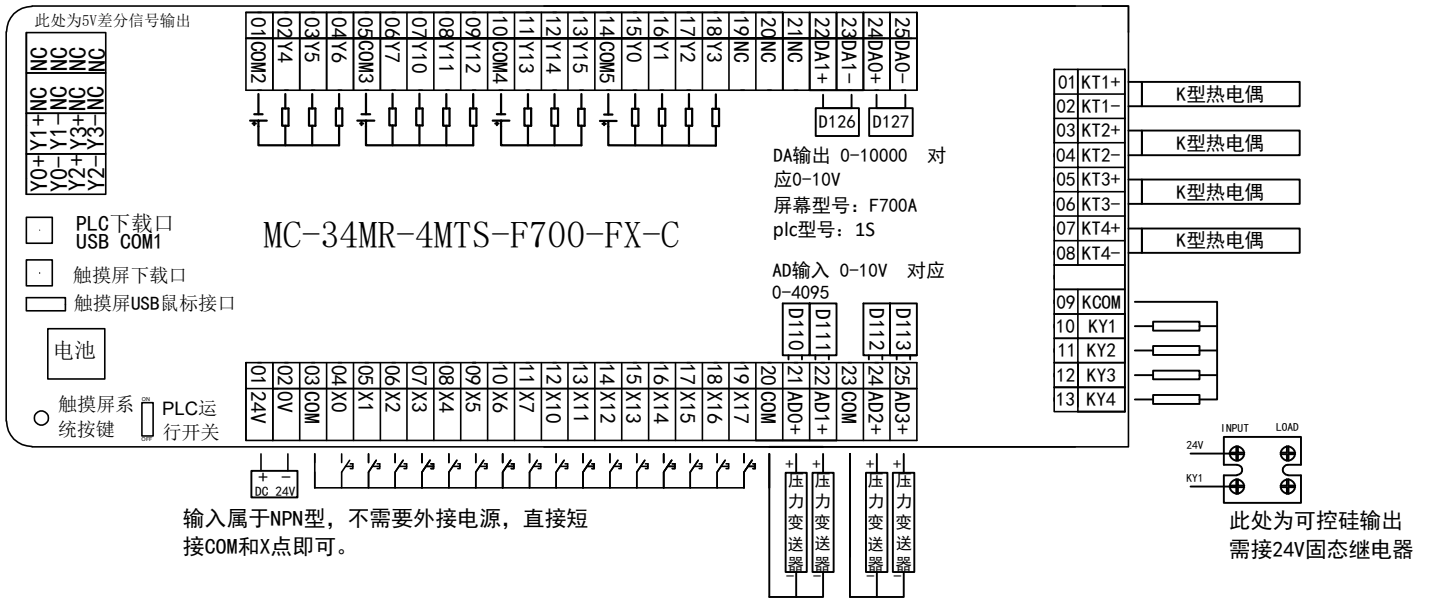 此处为5V差分信号输出
NC NC NC NC
NC NC NC NC
Y1+ Y1- Y3+ Y3-
Y0+ Y0- Y2+ Y2-
01 COM2
02 Y4
03 Y5
04 Y6
05 COM3
06 Y7
07 Y10
08 Y11
09 Y12
10 COM4
11 Y13
12 Y14
13 Y15
14 COM5
15 Y0
16 Y1
17 Y2
18 Y3
19 NC
20 NC
21 NC
22 DA1+
23 DA1-
24 DA0+
25 DA0-
D126 D127
DA输出 0-10000 对
应0-10V
屏幕型号: F700A
plc型号: 1S
AD输入 0-10V 对应
0-4095
D110 D111 D112 D113
MC-34MR-4MTS-F700-FX-C
PLC下载口
USB COM1
触摸屏下载口
触摸屏USB鼠标接口
电池
触摸屏系
统按键
ON
OFF
PLC运
行开关
01 24V
02 0V
03 COM
04 X0
05 X1
06 X2
07 X3
08 X4
09 X5
10 X6
11 X7
12 X10
13 X11
14 X12
15 X13
16 X14
17 X15
18 X16
19 X17
20 COM
21 AD0+
22 AD1+
23 COM
24 AD2+
25 AD3+
+ -
DC 24V
输入属于NPN型，不需要外接电源，直接短
接COM和X点即可。
+压力变送器-
+压力变送器-
+压力变送器-
+压力变送器-
01 KT1+
02 KT1-
03 KT2+
04 KT2-
05 KT3+
06 KT3-
07 KT4+
08 KT4-
K型热电偶
K型热电偶
K型热电偶
K型热电偶
09 KCOM
10 KY1
11 KY2
12 KY3
13 KY4
INPUT LOAD
24V
KY1
此处为可控硅输出
需接24V固态继电器